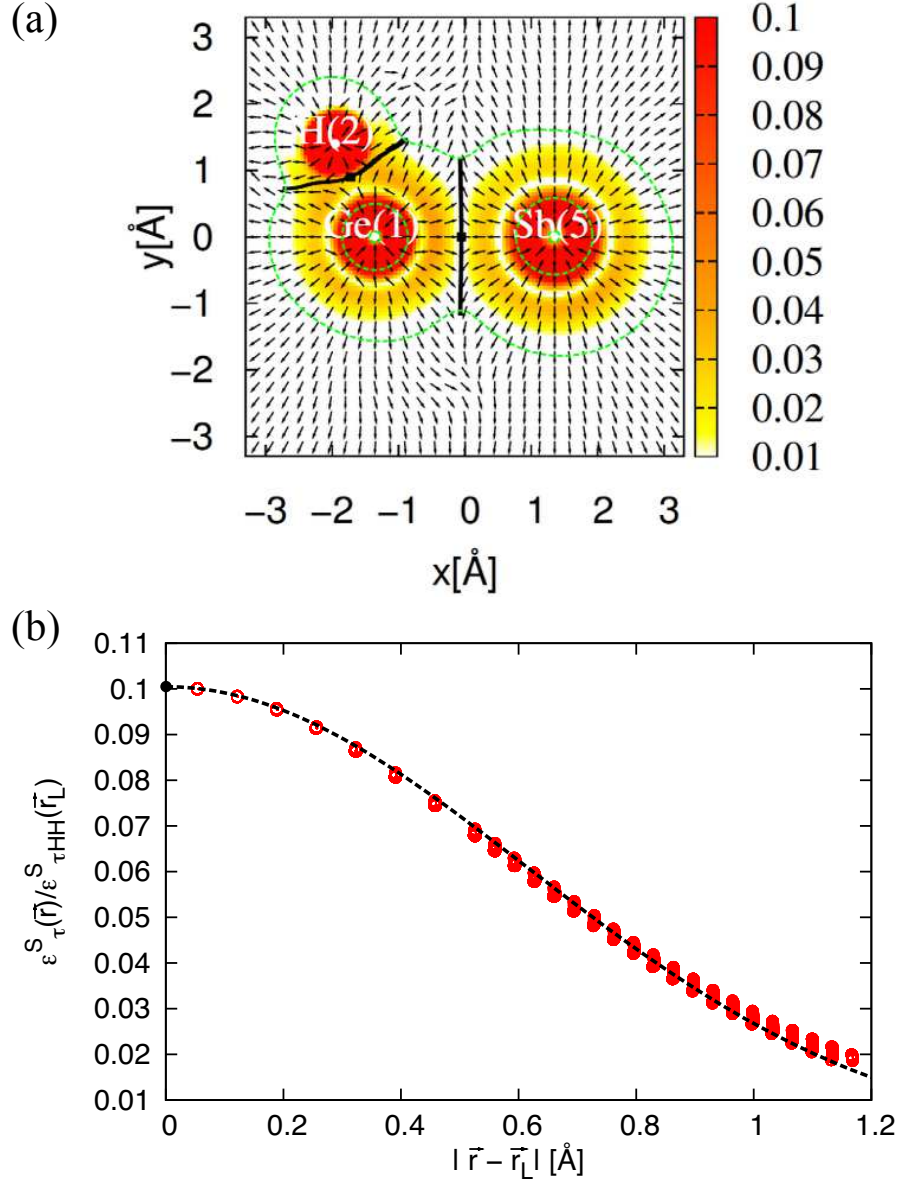 (a)
3
2
1
0
−1
−2
−3
y[Å]
H(2)
Ge(1)
Sb(5)
−3 −2 −1 0 1 2 3
x[Å]
0.1
0.09
0.08
0.07
0.06
0.05
0.04
0.03
0.02
0.01
(b)
0.11
0.1
0.09
0.08
0.07
0.06
0.05
0.04
0.03
0.02
0.01
ε^S_τ(r⃗)/ε^S_τHH(r⃗_L)
0 0.2 0.4 0.6 0.8 1 1.2
| r⃗ − r⃗_L| [Å]